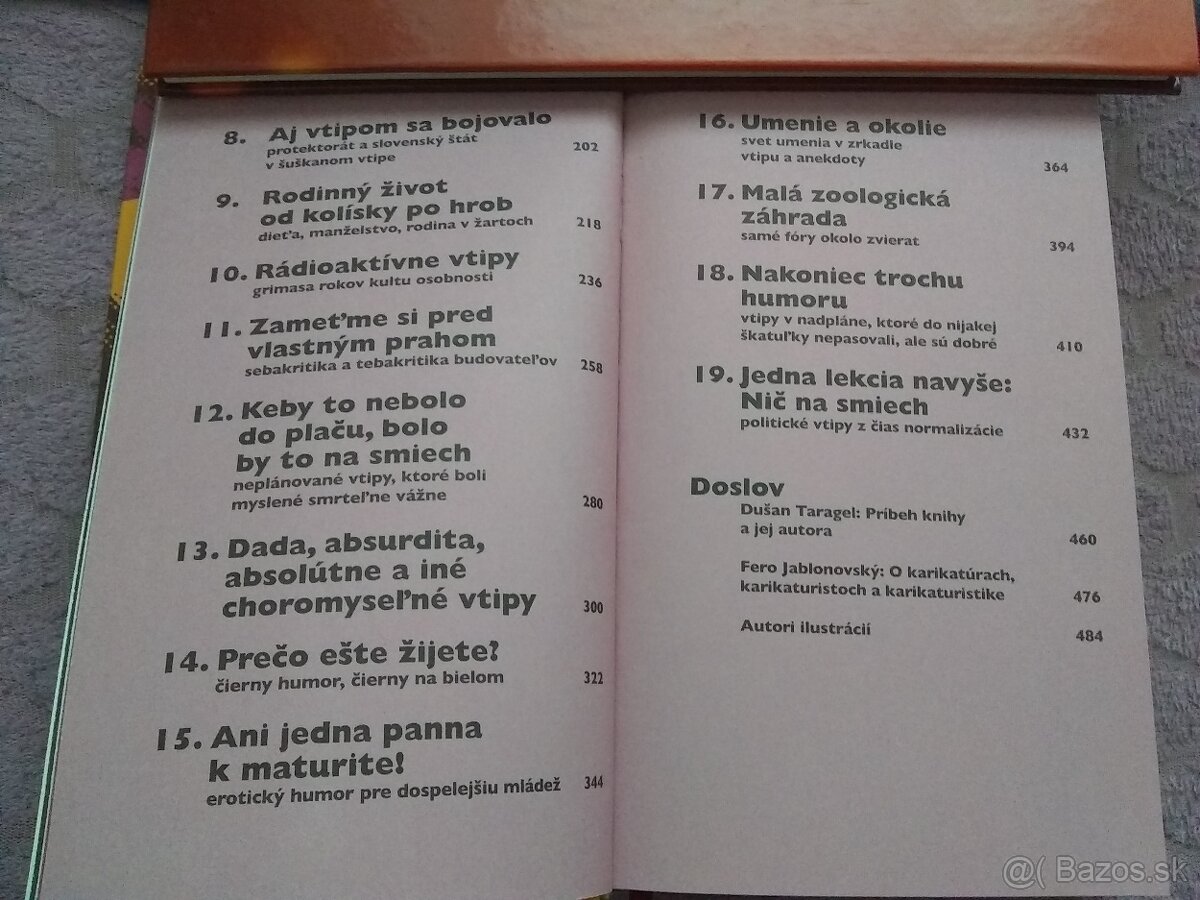 8. Aj vtipom sa bojovalo
protektorát a slovenský štát
v šuškanom vtipe 202
9. Rodinný život
od kolísky po hrob
dieťa, manželstvo, rodina v žartoch 218
10. Rádioaktívne vtipy
grimasa rokov kultu osobnosti 236
11. Zameťme si pred
vlastným prahom
sebakritika a tebakritika budovateľov 258
12. Keby to nebolo
do plaču, bolo
by to na smiech
neplánované vtipy, ktoré boli
myslené smrteľne vážne 280
13. Dada, absurdita,
absolútne a iné
choromyseľné vtipy 300
14. Prečo ešte žijete?
čierny humor, čierny na bielom 322
15. Ani jedna panna
k maturite!
erotický humor pre dospelejšiu mládež 344
16. Umenie a okolie
svet umenia v zrkadle
vtipu a anekdoty 364
17. Malá zoologická
záhrada
samé fóry okolo zvierat 394
18. Nakoniec trochu
humoru
vtipy v nadpláne, ktoré do nijakej
škatuľky nepasovali, ale sú dobré 410
19. Jedna lekcia navyše:
Nič na smiech
politické vtipy z čias normalizácie 432
Doslov
Dušan Taragel: Príbeh knihy
a jej autora 460
Fero Jablonovský: O karikatúrach,
karikaturistoch a karikaturistike 476
Autori ilustrácií 484
@( Bazos.sk